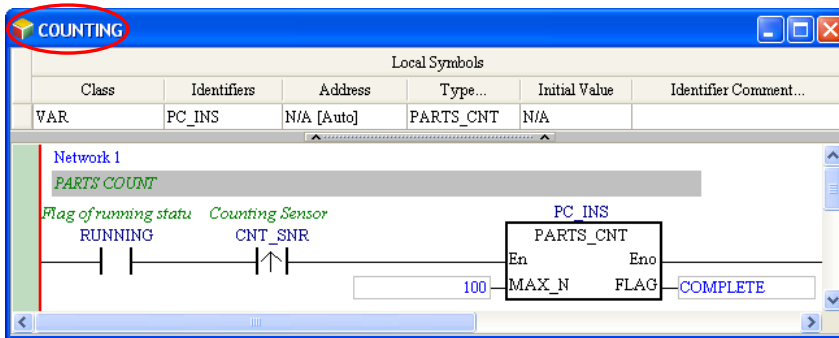 COUNTING
Local Symbols
Class Identifiers Address Type... Initial Value Identifier Comment...
VAR PC_INS N/A [Auto] PARTS_CNT N/A
Network 1
PARTS COUNT
Flag of running statu Counting Sensor PC_INS
RUNNING CNT_SNR PARTS_CNT
En Eno
100 MAX_N FLAG COMPLETE